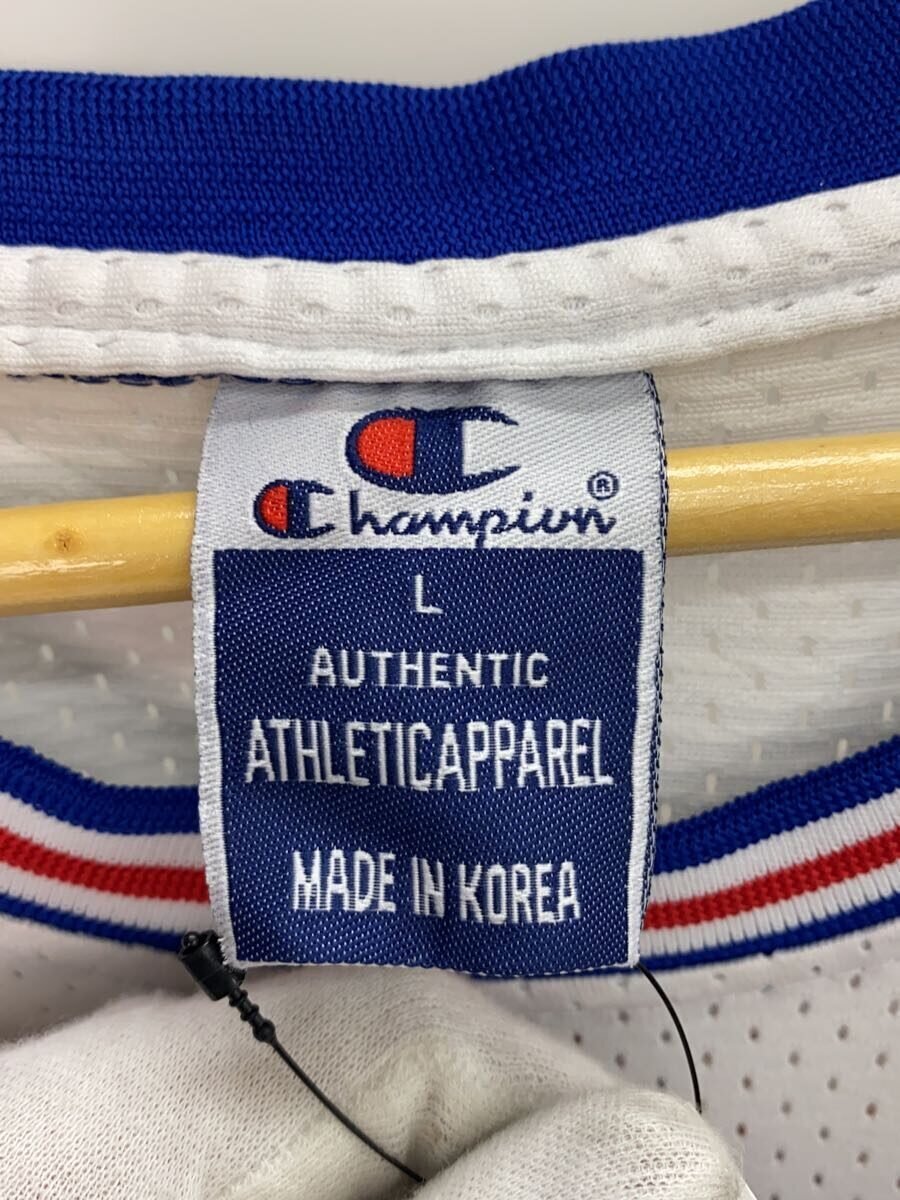 Champion®
L
AUTHENTIC
ATHLETICAPPAREL
MADE IN KOREA